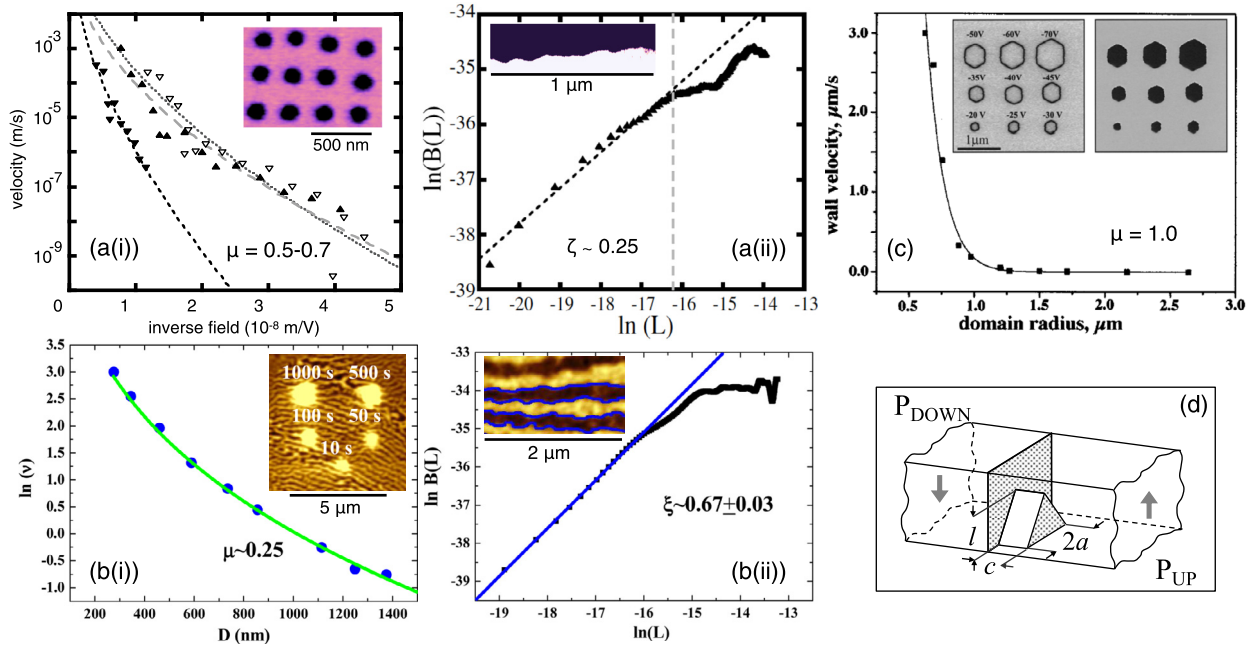 velocity (m/s)
10⁻³
10⁻⁵
10⁻⁷
10⁻⁹
500 nm
(a(i))
μ = 0.5-0.7
0 1 2 3 4 5
inverse field (10⁻⁸ m/V)
ln(B(L))
-34
-35
-36
-37
-38
-39
1 μm
ζ ~ 0.25
(a(ii))
-21 -20 -19 -18 -17 -16 -15 -14 -13
ln (L)
wall velocity, μm/s
3.0
2.0
1.0
0.0
-50V -60V -70V
-35V -40V -45V
-20 V -25 V -30 V
1μm
(c)
μ = 1.0
0.5 1.0 1.5 2.0 2.5 3.0
domain radius, μm
ln (ν)
3.5
3.0
2.5
2.0
1.5
1.0
0.5
0.0
-0.5
-1.0
1000 s 500 s
100 s 50 s
10 s
5 μm
μ~0.25
(b(i))
200 400 600 800 1000 1200 1400
D (nm)
ln B(L)
-33
-34
-35
-36
-37
-38
-39
2 μm
ξ~0.67±0.03
(b(ii))
-19 -18 -17 -16 -15 -14 -13
ln(L)
(d)
P_DOWN
l
2a
c
P_UP